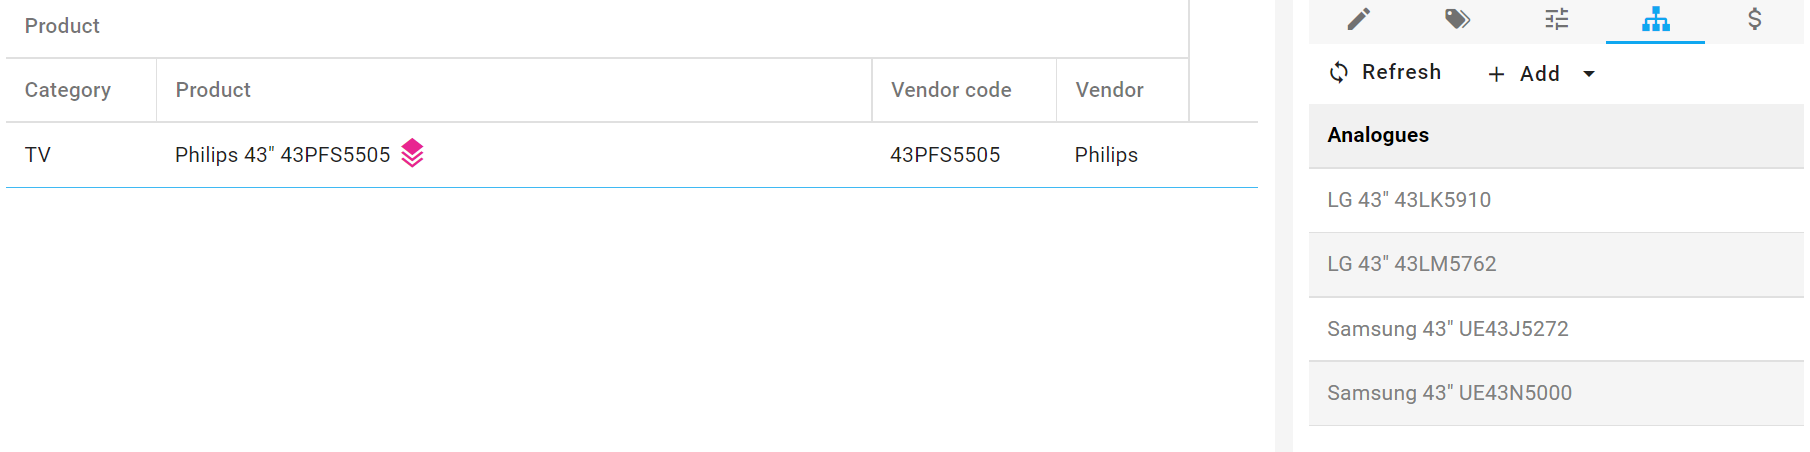 Product
Category Product Vendor code Vendor
TV Philips 43" 43PFS5505 43PFS5505 Philips
$
Refresh + Add
Analogues
LG 43" 43LK5910
LG 43" 43LM5762
Samsung 43" UE43J5272
Samsung 43" UE43N5000